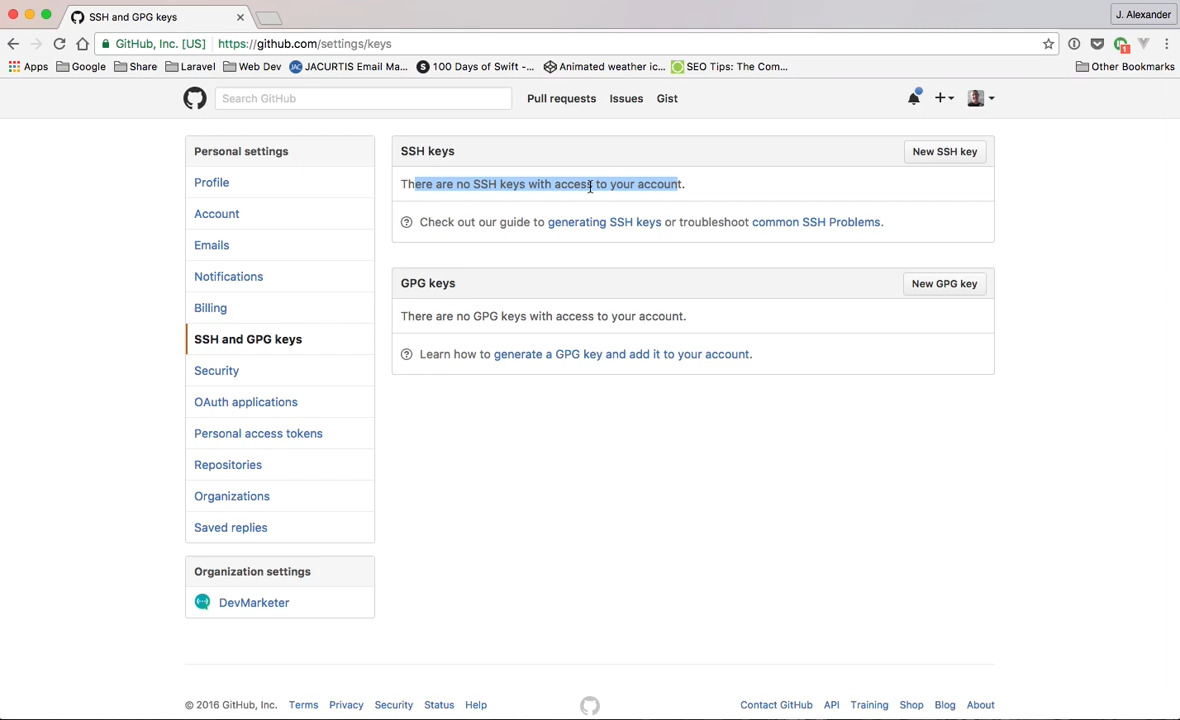 SSH and GPG keys
J. Alexander
GitHub, Inc. [US] https://github.com/settings/keys
Apps Google Share Laravel Web Dev JACURTIS Email Ma... 100 Days of Swift -... Animated weather ic... SEO Tips: The Com... Other Bookmarks
Search GitHub Pull requests Issues Gist
Personal settings
Profile
Account
Emails
Notifications
Billing
SSH and GPG keys
Security
OAuth applications
Personal access tokens
Repositories
Organizations
Saved replies
Organization settings
DevMarketer
SSH keys New SSH key
There are no SSH keys with access to your account.
Check out our guide to generating SSH keys or troubleshoot common SSH Problems.
GPG keys New GPG key
There are no GPG keys with access to your account.
Learn how to generate a GPG key and add it to your account.
© 2016 GitHub, Inc. Terms Privacy Security Status Help Contact GitHub API Training Shop Blog About